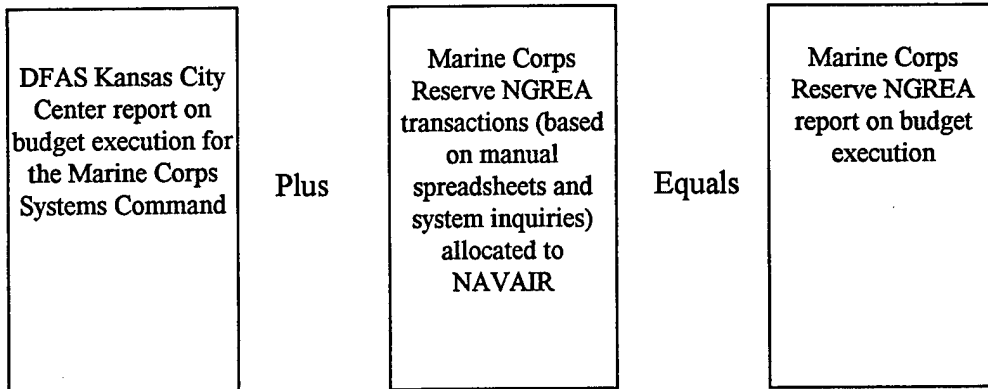 DFAS Kansas City
Center report on
budget execution for
the Marine Corps
Systems Command
Plus
Marine Corps
Reserve NGREA
transactions (based
on manual
spreadsheets and
system inquiries)
allocated to
NAVAIR
Equals
Marine Corps
Reserve NGREA
report on budget
execution